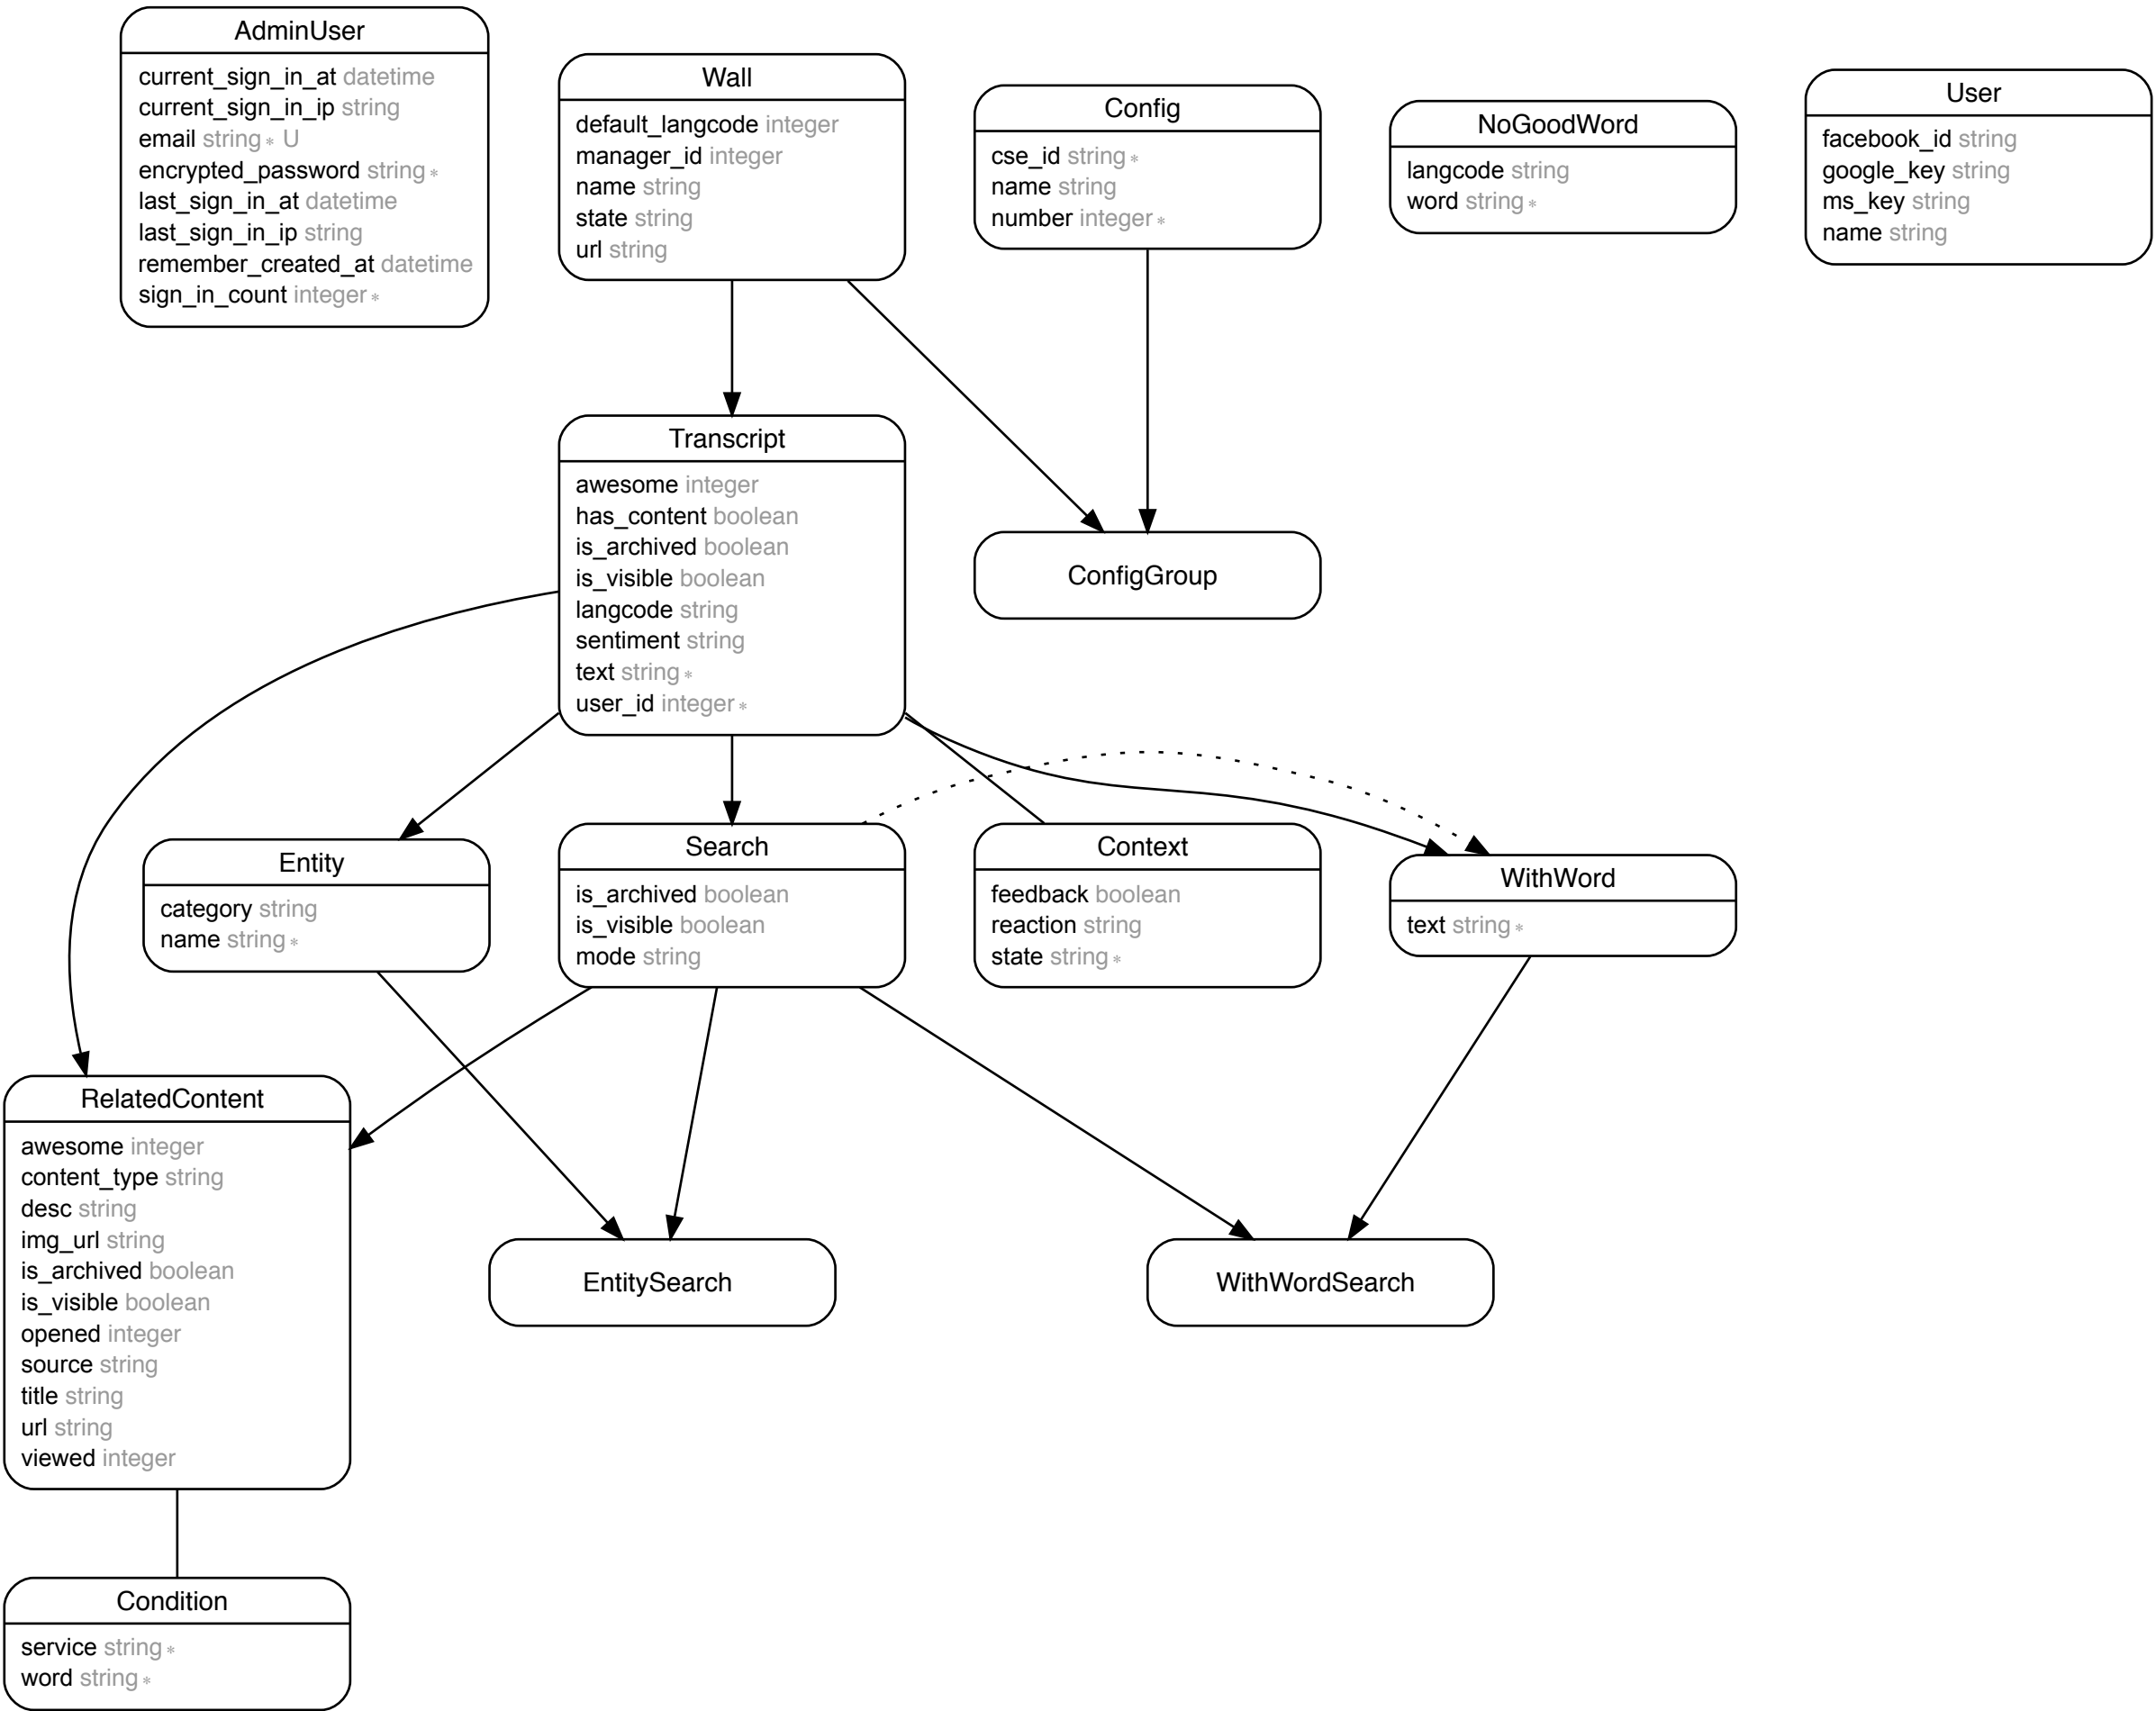 AdminUser
current_sign_in_at datetime
current_sign_in_ip string
email string* U
encrypted_password string*
last_sign_in_at datetime
last_sign_in_ip string
remember_created_at datetime
sign_in_count integer*
Wall
default_langcode integer
manager_id integer
name string
state string
url string
Config
cse_id string*
name string
number integer*
NoGoodWord
langcode string
word string*
User
facebook_id string
google_key string
ms_key string
name string
Transcript
awesome integer
has_content boolean
is_archived boolean
is_visible boolean
langcode string
sentiment string
text string*
user_id integer*
ConfigGroup
Entity
category string
name string*
Search
is_archived boolean
is_visible boolean
mode string
Context
feedback boolean
reaction string
state string*
WithWord
text string*
RelatedContent
awesome integer
content_type string
desc string
img_url string
is_archived boolean
is_visible boolean
opened integer
source string
title string
url string
viewed integer
EntitySearch
WithWordSearch
Condition
service string*
word string*